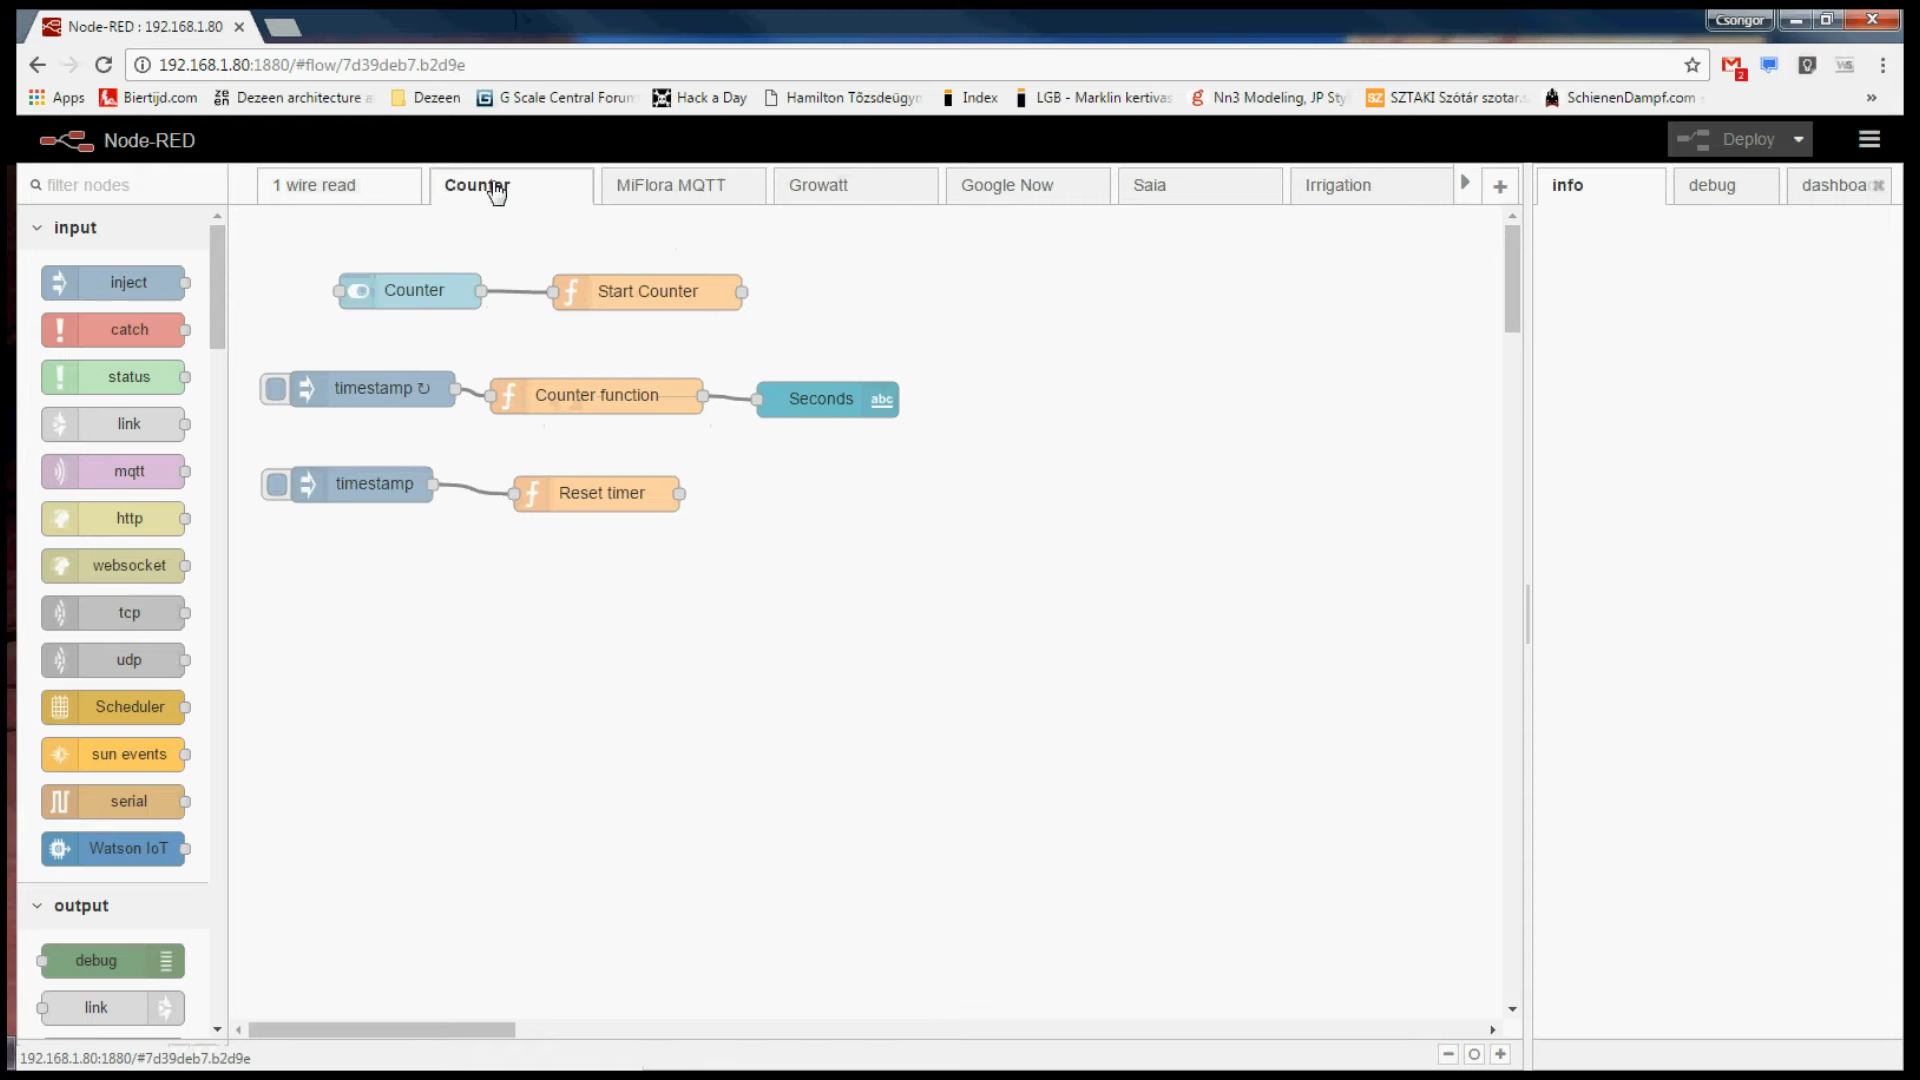 Node-RED : 192.168.1.80
Csongor
192.168.1.80:1880/#flow/7d39deb7.b2d9e
2
Apps
Biertijd.com
Dezeen architecture
Dezeen
G Scale Central Forum
Hack a Day
Hamilton Tőzsdeügy
Index
LGB - Marklin kertivas
Nn3 Modeling, JP Sty
SZ
SZTAKI Szótár szotar.
SchienenDampf.com
»
Node-RED
Deploy
filter nodes
1 wire read
Counter
MiFlora MQTT
Growatt
Google Now
Saia
Irrigation
+
info
debug
dashboa
input
inject
catch
status
link
mqtt
http
websocket
tcp
udp
Scheduler
sun events
serial
Watson IoT
output
debug
link
Counter
Start Counter
timestamp ↻
Counter function
Seconds
abc
timestamp
Reset timer
192.168.1.80:1880/#7d39deb7.b2d9e